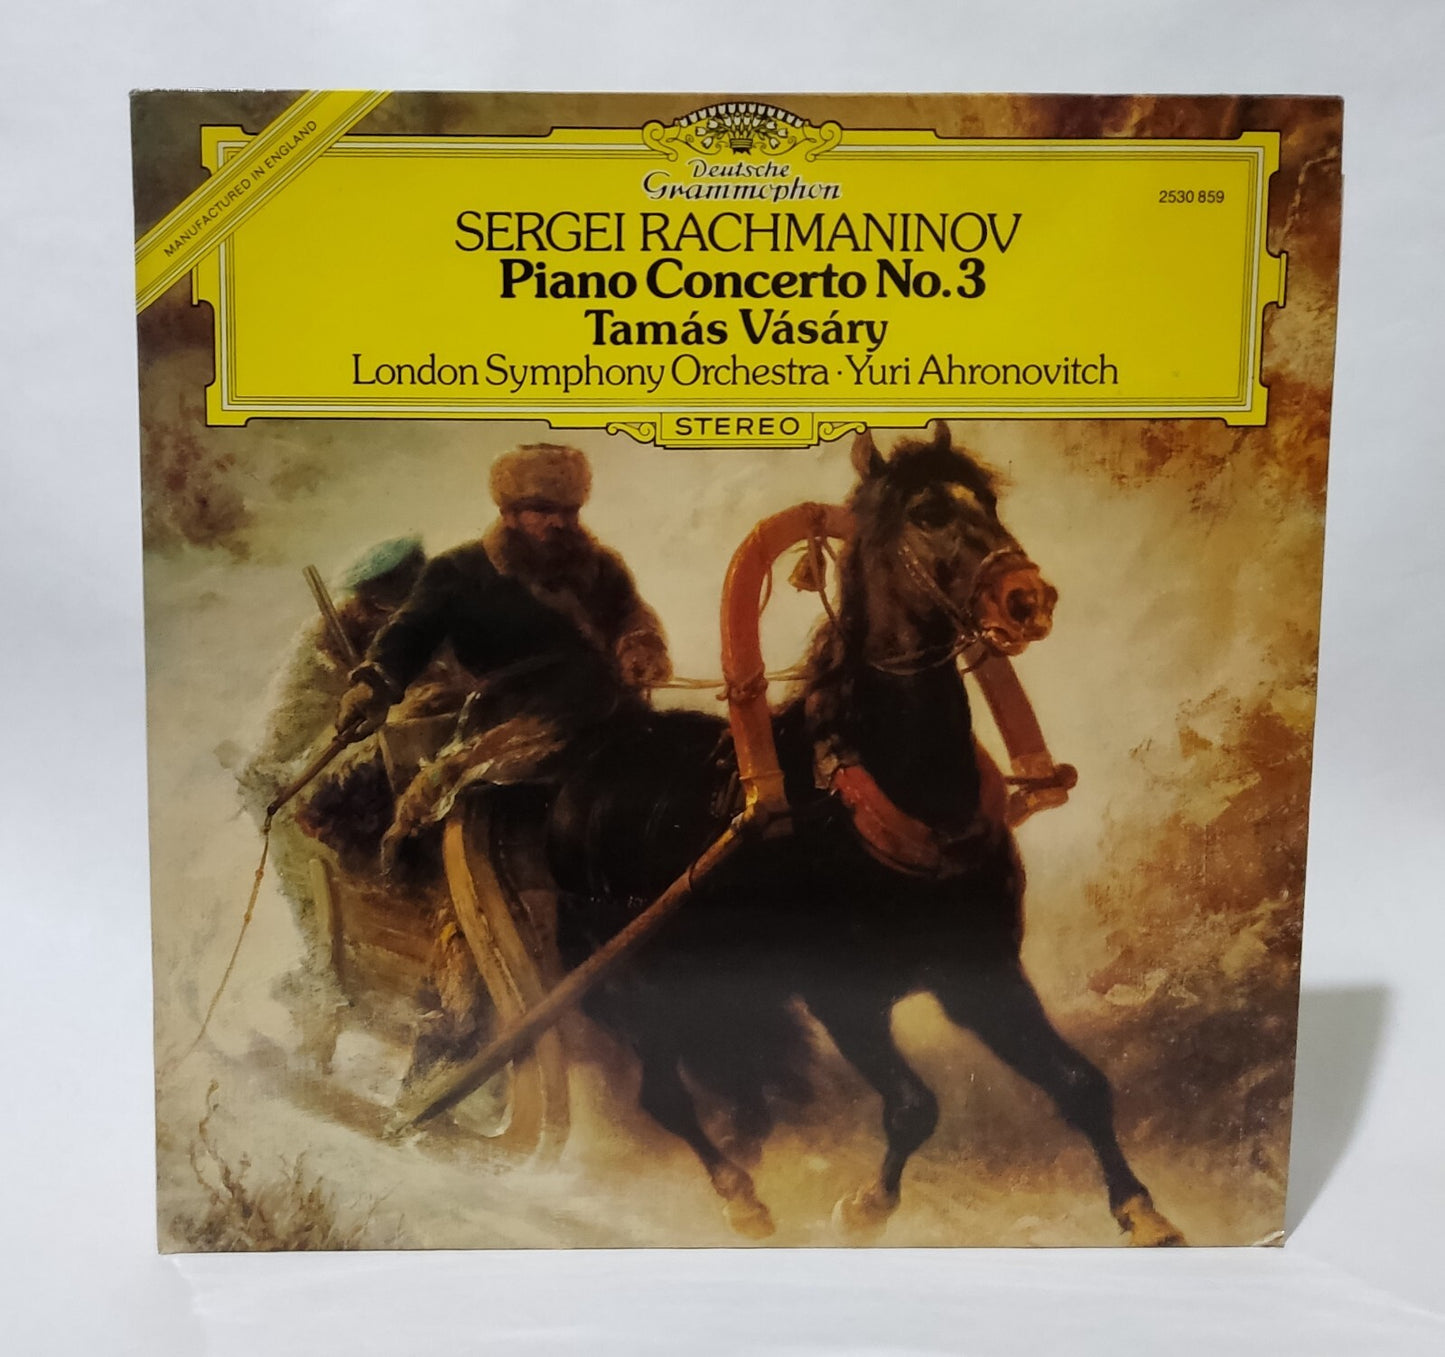 MANUFACTURED IN ENGLAND
Deutsche
Grammophon
2530 859
SERGEI RACHMANINOV
Piano Concerto No.3
Tamás Vásáry
London Symphony Orchestra · Yuri Ahronovitch
STEREO